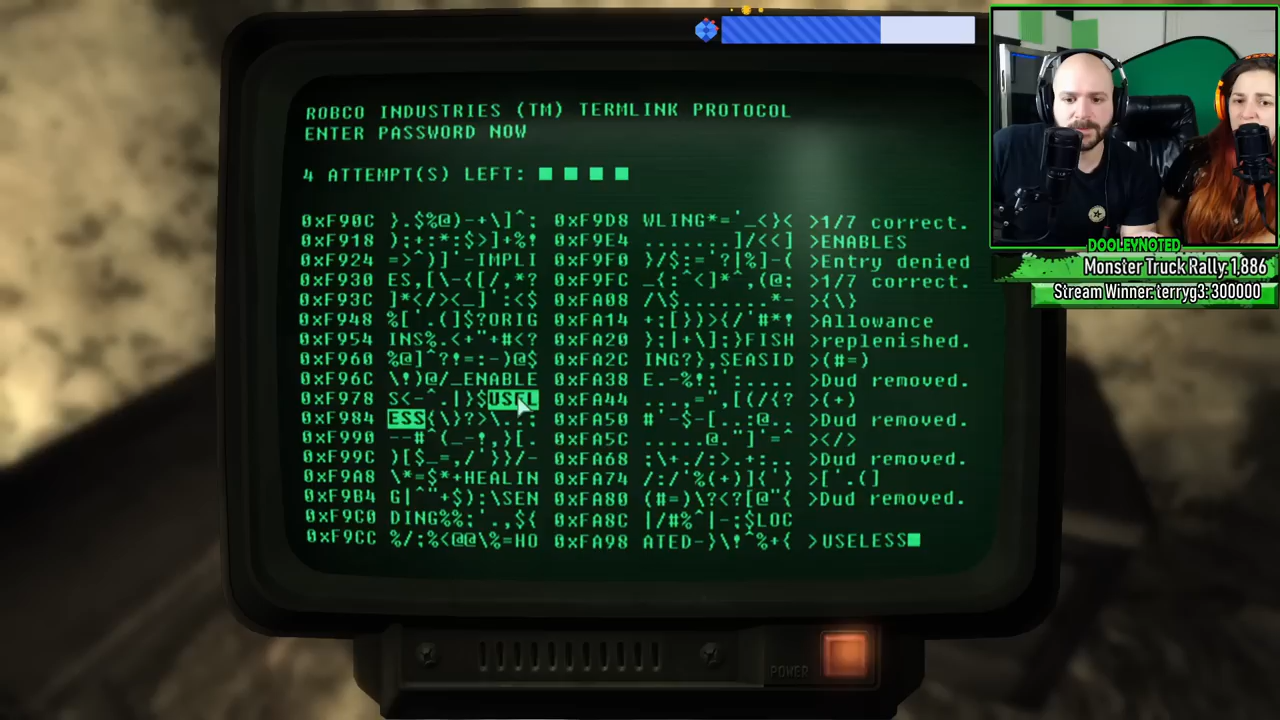 ROBCO INDUSTRIES (TM) TERMLINK PROTOCOL
ENTER PASSWORD NOW
4 ATTEMPT(S) LEFT:
0xF90C }.$%@)-+\]^: 0xF9D8 WLING*='_<}< >1/7 correct.
0xF918 );+:*:$>]+%! 0xF9E4 .......]/<<] >ENABLES
0xF924 =>^)]'-IMPLI 0xF9F0 }/$:='?|%]-( >Entry denied
0xF930 ES,[\-{[/,*? 0xF9FC _{:^<]*^,(@; >1/7 correct.
0xF93C ]*</><_]':<$ 0xFA08 /\$.......*- >{\}
0xF948 %['.(]$?ORIG 0xFA14 +;[})>{/'#*! >Allowance
0xF954 INS%.<+"+#<? 0xFA20 };|+\];}FISH >replenished.
0xF960 %@]^?!=:-)@$ 0xFA2C ING?},SEASID >(#=)
0xF96C \!)@/_ENABLE 0xFA38 E.-%!;':.... >Dud removed.
0xF978 S<-^.|}$USEL 0xFA44 ...,=",[(/{? >(+)
0xF984 ESS{\}?>\..: 0xFA50 #'-$-[..:@.. >Dud removed.
0xF990 --#^(_-!,}[. 0xFA5C .....@."]'=^ ></>
0xF99C )[$_=,/'}}/- 0xFA68 ;\+./:>.+:.. >Dud removed.
0xF9A8 \*=$*+HEALIN 0xFA74 /:/'%(+)]{'} >['.(]
0xF9B4 G|^"+$):\SEN 0xFA80 (#=)\?<?[@"{ >Dud removed.
0xF9C0 DING%%;'.,${ 0xFA8C |/#%^|-;$LOC
0xF9CC %/;%<@@\%=HO 0xFA98 ATED-}\!^%+{ >USELESS
POWER
DOOLEYNOTED
Monster Truck Rally: 1,886
Stream Winner: terryg3: 300000